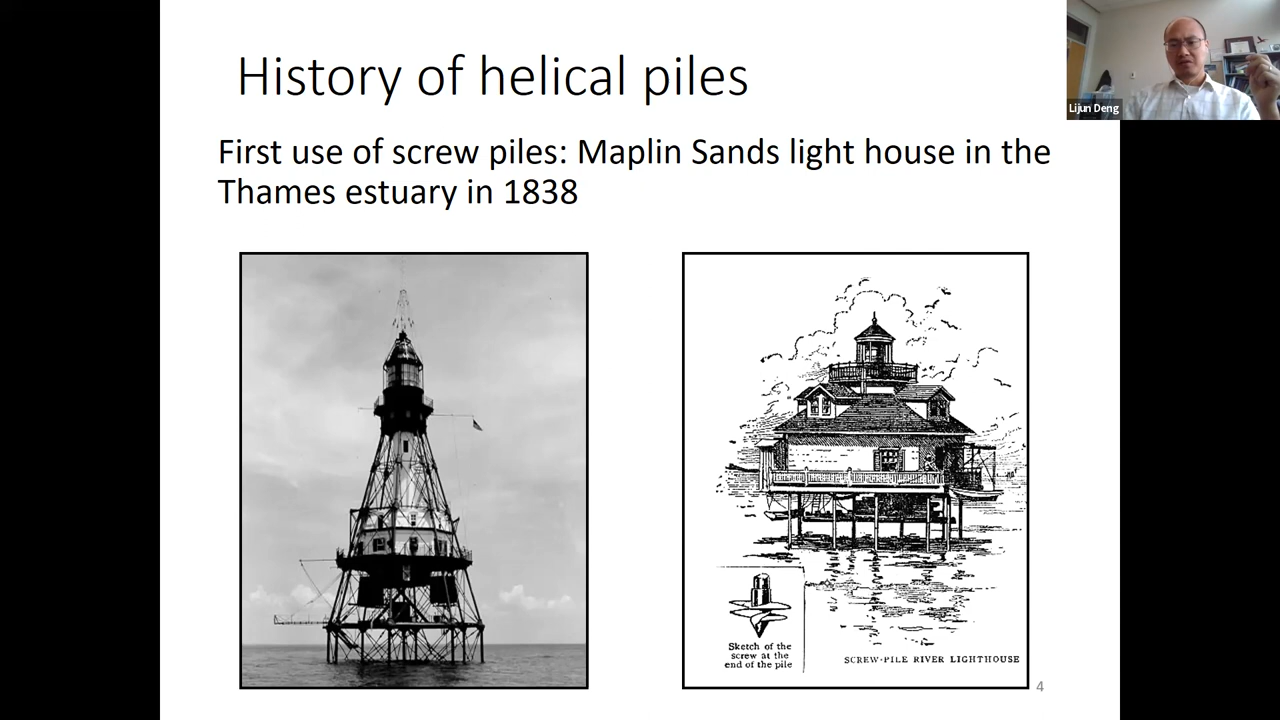 History of helical piles
Lijun Deng
First use of screw piles: Maplin Sands light house in the
Thames estuary in 1838
Sketch of the
screw at the
end of the pile
SCREW-PILE RIVER LIGHTHOUSE
4